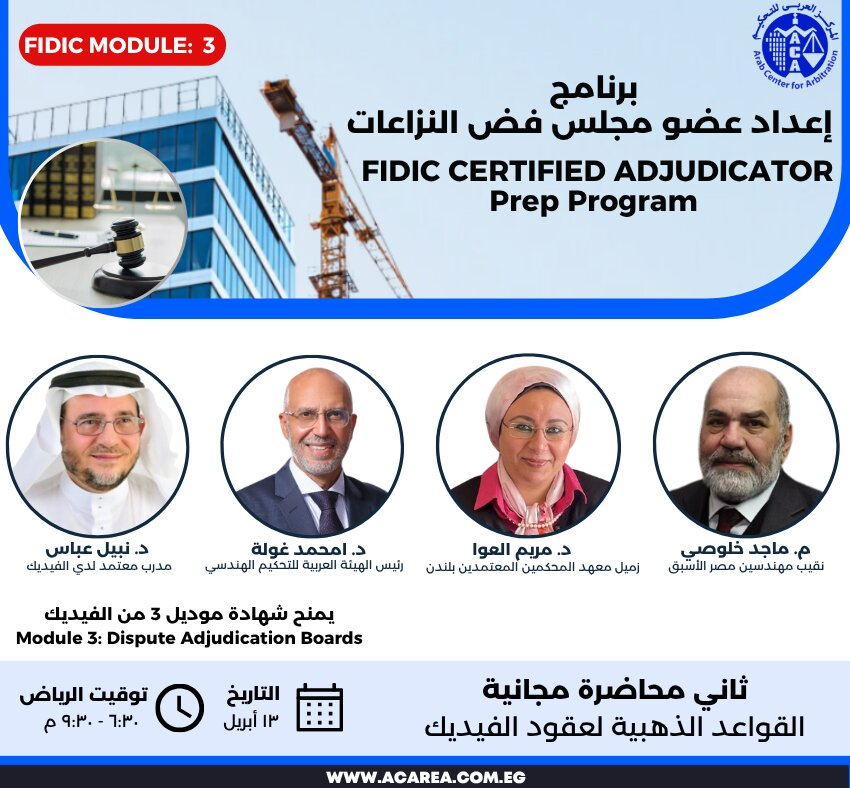 FIDIC MODULE: 3
المركز العربي للتحكيم
ACA
Arab Center for Arbitration
برنامج
إعداد عضو مجلس فض النزاعات
FIDIC CERTIFIED ADJUDICATOR
Prep Program
م. ماجد خلوصي
نقيب مهندسين مصر الأسبق
د. مريم العوا
زميل معهد المحكمين المعتمدين بلندن
د. امحمد غولة
رئيس الهيئة العربية للتحكيم الهندسي
د. نبيل عباس
مدرب معتمد لدي الفيديك
يمنح شهادة موديل 3 من الفيديك
Module 3: Dispute Adjudication Boards
ثاني محاضرة مجانية
القواعد الذهبية لعقود الفيديك
التاريخ
١٣ أبريل
توقيت الرياض
٦:٣٠ - ٩:٣٠ م
WWW.ACAREA.COM.EG